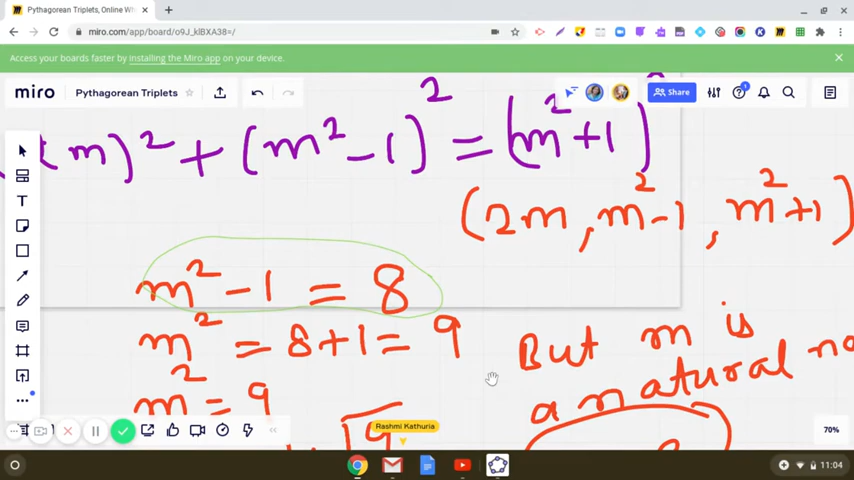 Pythagorean Triplets, Online Wh
miro.com/app/board/o9J_klBXA38=/
Access your boards faster by installing the Miro app on your device.
miro Pythagorean Triplets Share
(m)² + (m² - 1)² = (m² + 1)
(2m, m² - 1, m² + 1)
m² - 1 = 8
m² = 8 + 1 = 9
But m is
m² = 9
a natural no
√9
Rashmi Kathuria
70%
11:04